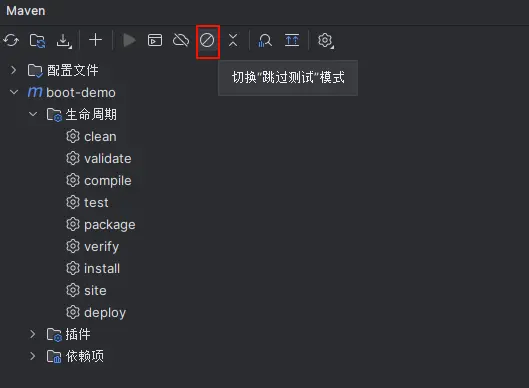 Maven
配置文件
切换"跳过测试"模式
m boot-demo
生命周期
clean
validate
compile
test
package
verify
install
site
deploy
插件
依赖项